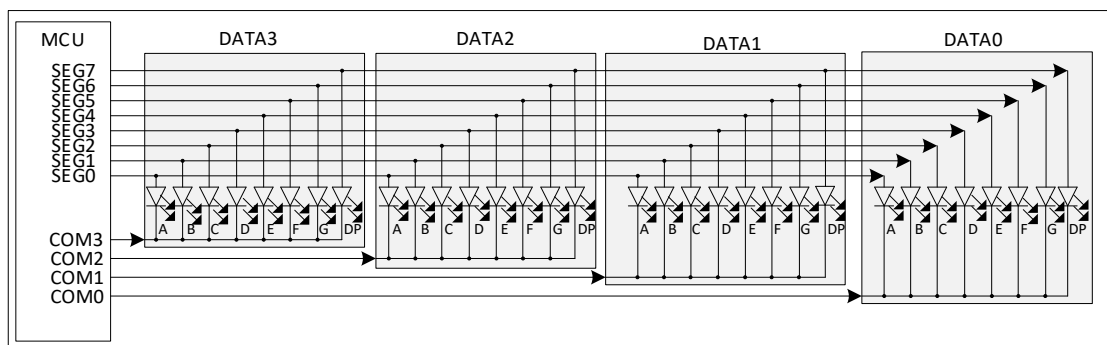 MCU
DATA3
DATA2
DATA1
DATA0
SEG7
SEG6
SEG5
SEG4
SEG3
SEG2
SEG1
SEG0
A B C D E F G DP
A B C D E F G DP
A B C D E F G DP
A B C D E F G DP
COM3
COM2
COM1
COM0